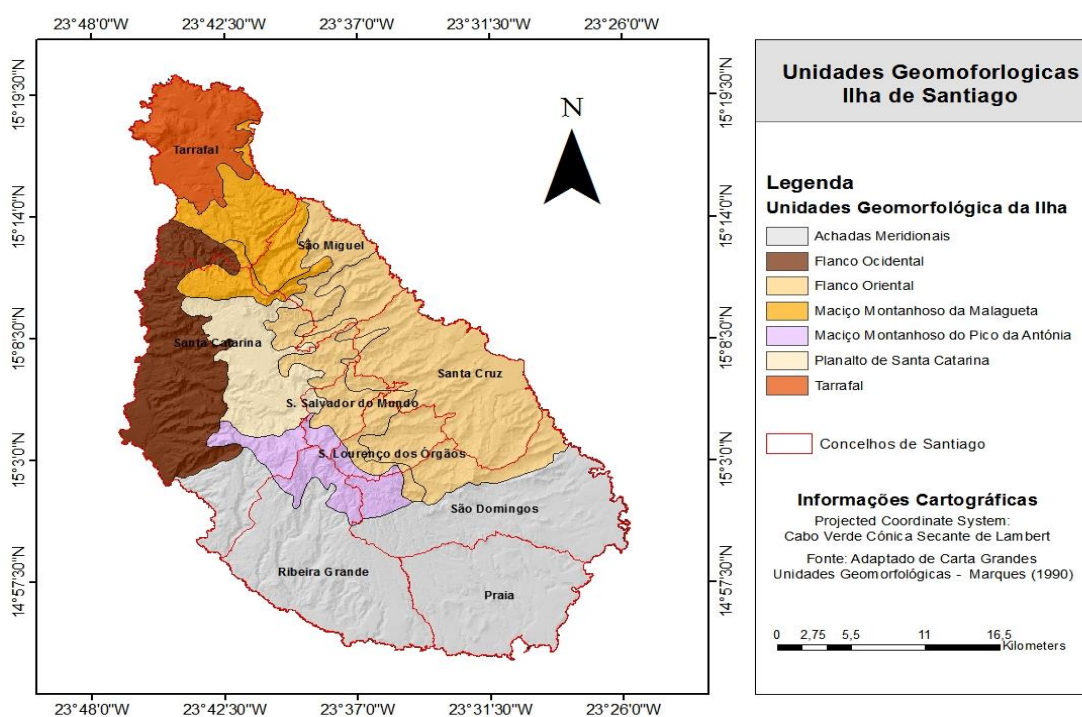 23°48'0"W 23°42'30"W 23°37'0"W 23°31'30"W 23°26'0"W
15°19'30"N
15°14'0"N
15°8'30"N
15°3'0"N
14°57'30"N
N
Tarrafal
São Miguel
Santa Catarina
Santa Cruz
S. Salvador do Mundo
S. Lourenço dos Órgãos
São Domingos
Ribeira Grande
Praia
15°19'30"N
15°14'0"N
15°8'30"N
15°3'0"N
14°57'30"N
23°48'0"W 23°42'30"W 23°37'0"W 23°31'30"W 23°26'0"W
Unidades Geomoforlogicas
Ilha de Santiago
Legenda
Unidades Geomorfológica da Ilha
Achadas Meridionais
Flanco Ocidental
Flanco Oriental
Maciço Montanhoso da Malagueta
Maciço Montanhoso do Pico da Antónia
Planalto de Santa Catarina
Tarrafal
Concelhos de Santiago
Informações Cartográficas
Projected Coordinate System:
Cabo Verde Cónica Secante de Lambert
Fonte: Adaptado de Carta Grandes
Unidades Geomorfológicas - Marques (1990)
0 2,75 5,5 11 16,5
Kilometers